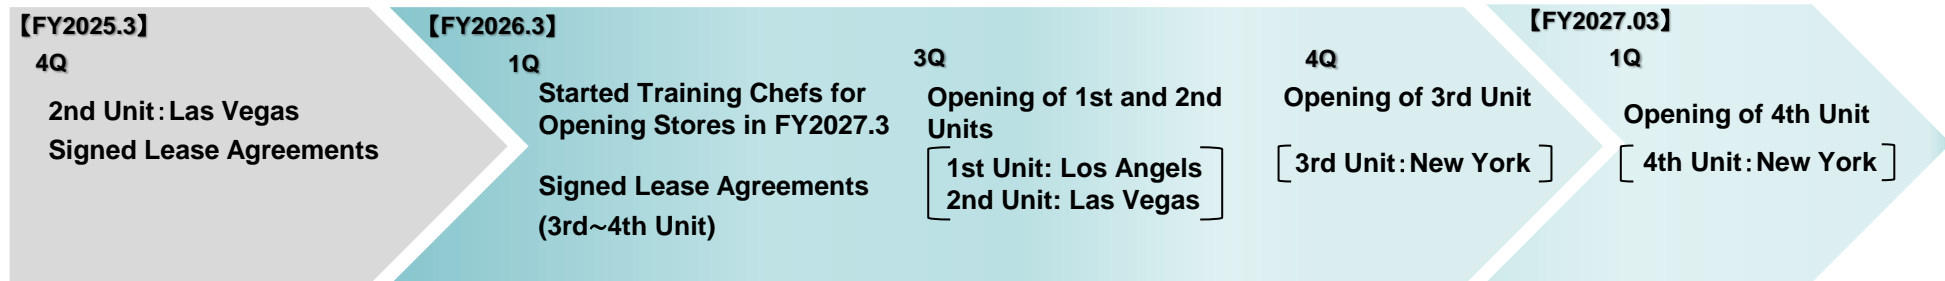 【FY2025.3】
4Q
2nd Unit：Las Vegas
Signed Lease Agreements
【FY2026.3】
1Q
Started Training Chefs for
Opening Stores in FY2027.3
Signed Lease Agreements
(3rd~4th Unit)
3Q
Opening of 1st and 2nd
Units
1st Unit: Los Angels
2nd Unit: Las Vegas
4Q
Opening of 3rd Unit
3rd Unit：New York
【FY2027.03】
1Q
Opening of 4th Unit
4th Unit：New York